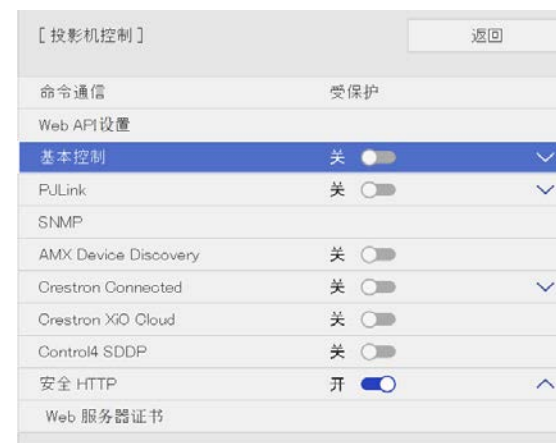 [ 投影机控制 ] 返回
命令通信 受保护
Web API设置
基本控制 关
PJLink 关
SNMP
AMX Device Discovery 关
Crestron Connected 关
Crestron XiO Cloud 关
Control4 SDDP 关
安全 HTTP 开
Web 服务器证书